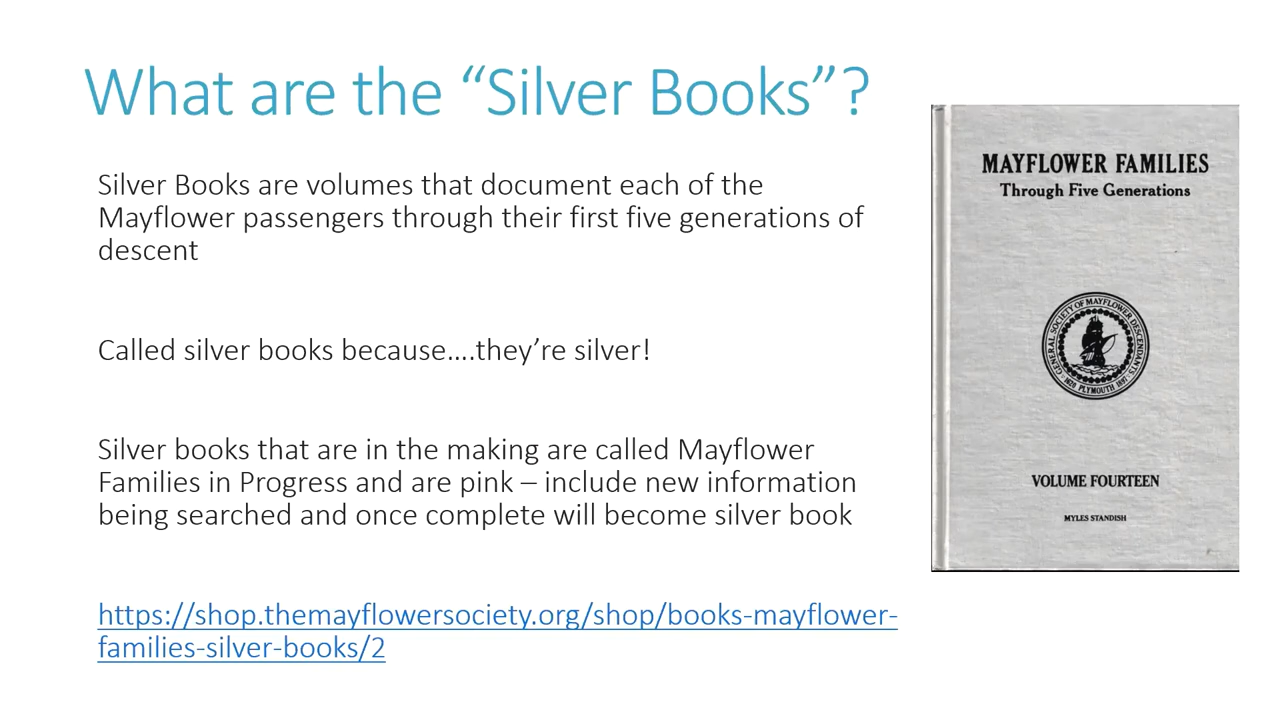 What are the “Silver Books”?
Silver Books are volumes that document each of the
Mayflower passengers through their first five generations of
descent
Called silver books because….they’re silver!
Silver books that are in the making are called Mayflower
Families in Progress and are pink – include new information
being searched and once complete will become silver book
https://shop.themayflowersociety.org/shop/books-mayflower-
families-silver-books/2
MAYFLOWER FAMILIES
Through Five Generations
GENERAL SOCIETY OF MAYFLOWER DESCENDANTS
1620 PLYMOUTH 1897
VOLUME FOURTEEN
MYLES STANDISH